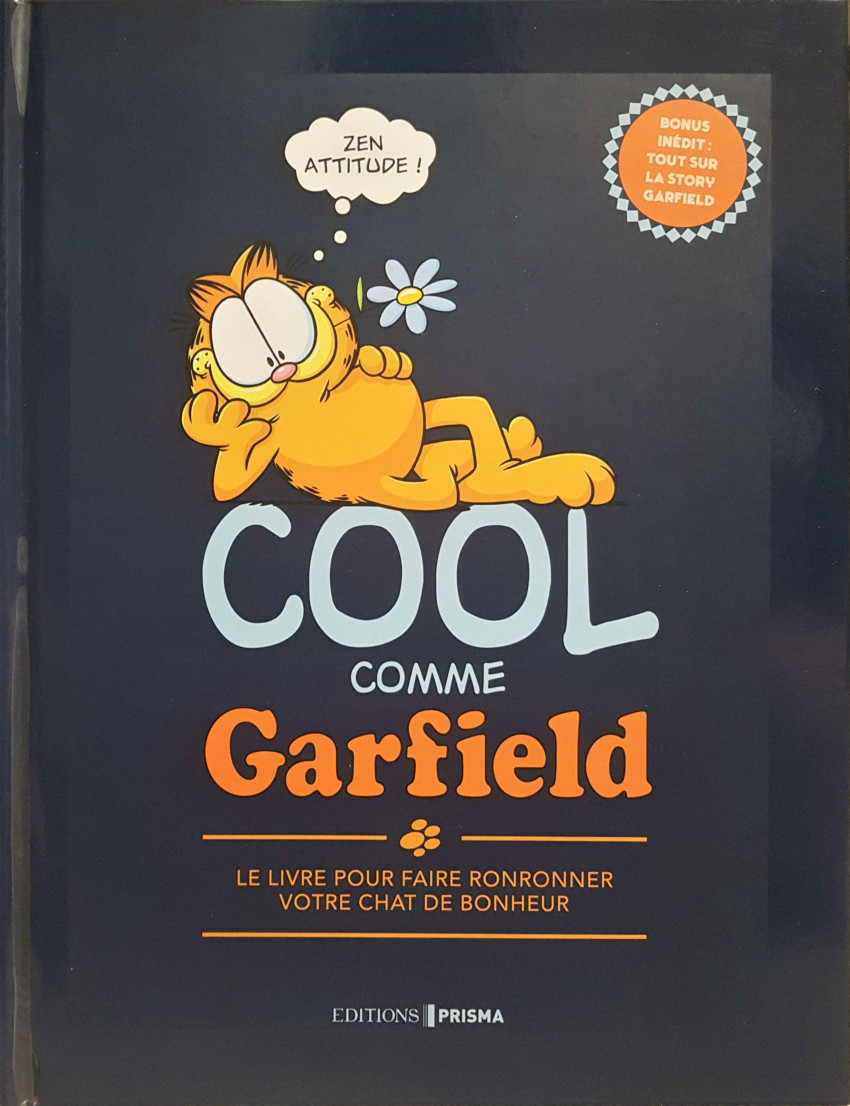 ZEN
ATTITUDE !
BONUS
INÉDIT :
TOUT SUR
LA STORY
GARFIELD
COOL
COMME
Garfield
LE LIVRE POUR FAIRE RONRONNER
VOTRE CHAT DE BONHEUR
EDITIONS PRISMA